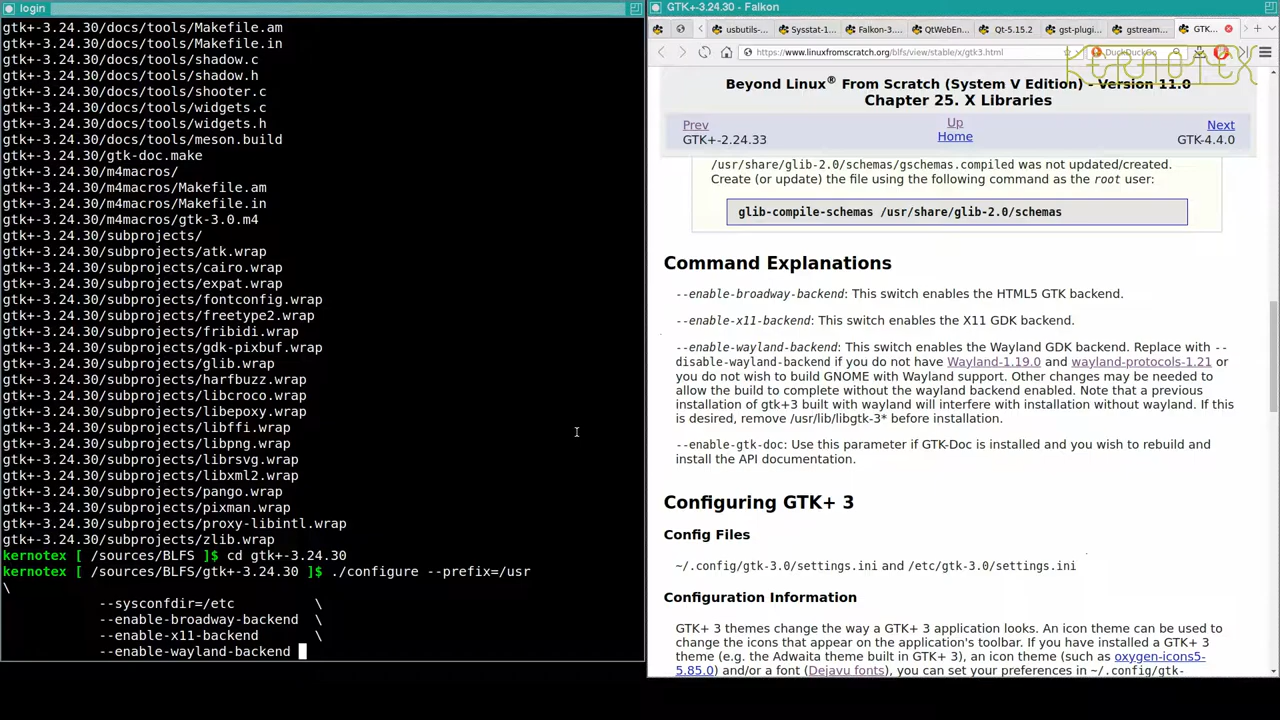 login
gtk+-3.24.30/docs/tools/Makefile.am
gtk+-3.24.30/docs/tools/Makefile.in
gtk+-3.24.30/docs/tools/shadow.c
gtk+-3.24.30/docs/tools/shadow.h
gtk+-3.24.30/docs/tools/shooter.c
gtk+-3.24.30/docs/tools/widgets.c
gtk+-3.24.30/docs/tools/widgets.h
gtk+-3.24.30/docs/tools/meson.build
gtk+-3.24.30/gtk-doc.make
gtk+-3.24.30/m4macros/
gtk+-3.24.30/m4macros/Makefile.am
gtk+-3.24.30/m4macros/Makefile.in
gtk+-3.24.30/m4macros/gtk-3.0.m4
gtk+-3.24.30/subprojects/
gtk+-3.24.30/subprojects/atk.wrap
gtk+-3.24.30/subprojects/cairo.wrap
gtk+-3.24.30/subprojects/expat.wrap
gtk+-3.24.30/subprojects/fontconfig.wrap
gtk+-3.24.30/subprojects/freetype2.wrap
gtk+-3.24.30/subprojects/fribidi.wrap
gtk+-3.24.30/subprojects/gdk-pixbuf.wrap
gtk+-3.24.30/subprojects/glib.wrap
gtk+-3.24.30/subprojects/harfbuzz.wrap
gtk+-3.24.30/subprojects/libcroco.wrap
gtk+-3.24.30/subprojects/libepoxy.wrap
gtk+-3.24.30/subprojects/libffi.wrap
gtk+-3.24.30/subprojects/libpng.wrap
gtk+-3.24.30/subprojects/librsvg.wrap
gtk+-3.24.30/subprojects/libxml2.wrap
gtk+-3.24.30/subprojects/pango.wrap
gtk+-3.24.30/subprojects/pixman.wrap
gtk+-3.24.30/subprojects/proxy-libintl.wrap
gtk+-3.24.30/subprojects/zlib.wrap
kernotex [ /sources/BLFS ]$ cd gtk+-3.24.30
kernotex [ /sources/BLFS/gtk+-3.24.30 ]$ ./configure --prefix=/usr
\
--sysconfdir=/etc \
--enable-broadway-backend \
--enable-x11-backend \
--enable-wayland-backend
GTK+-3.24.30 - Falkon
usbutils- Sysstat-1 Falkon-3. QtWebEn Qt-5.15.2 gst-plugi gstream GTK
https://www.linuxfromscratch.org/blfs/view/stable/x/gtk3.html DuckDuckGo
KERNOTEX
Beyond Linux® From Scratch (System V Edition) - Version 11.0
Chapter 25. X Libraries
Prev Up Next
GTK+-2.24.33 Home GTK-4.4.0
/usr/share/glib-2.0/schemas/gschemas.compiled was not updated/created.
Create (or update) the file using the following command as the root user:
glib-compile-schemas /usr/share/glib-2.0/schemas
Command Explanations
--enable-broadway-backend: This switch enables the HTML5 GTK backend.
--enable-x11-backend: This switch enables the X11 GDK backend.
--enable-wayland-backend: This switch enables the Wayland GDK backend. Replace with --
disable-wayland-backend if you do not have Wayland-1.19.0 and wayland-protocols-1.21 or
you do not wish to build GNOME with Wayland support. Other changes may be needed to
allow the build to complete without the wayland backend enabled. Note that a previous
installation of gtk+3 built with wayland will interfere with installation without wayland. If this
is desired, remove /usr/lib/libgtk-3* before installation.
--enable-gtk-doc: Use this parameter if GTK-Doc is installed and you wish to rebuild and
install the API documentation.
Configuring GTK+ 3
Config Files
~/.config/gtk-3.0/settings.ini and /etc/gtk-3.0/settings.ini
Configuration Information
GTK+ 3 themes change the way a GTK+ 3 application looks. An icon theme can be used to
change the icons that appear on the application's toolbar. If you have installed a GTK+ 3
theme (e.g. the Adwaita theme built in GTK+ 3), an icon theme (such as oxygen-icons5-
5.85.0) and/or a font (Dejavu fonts), you can set your preferences in ~/.config/gtk-